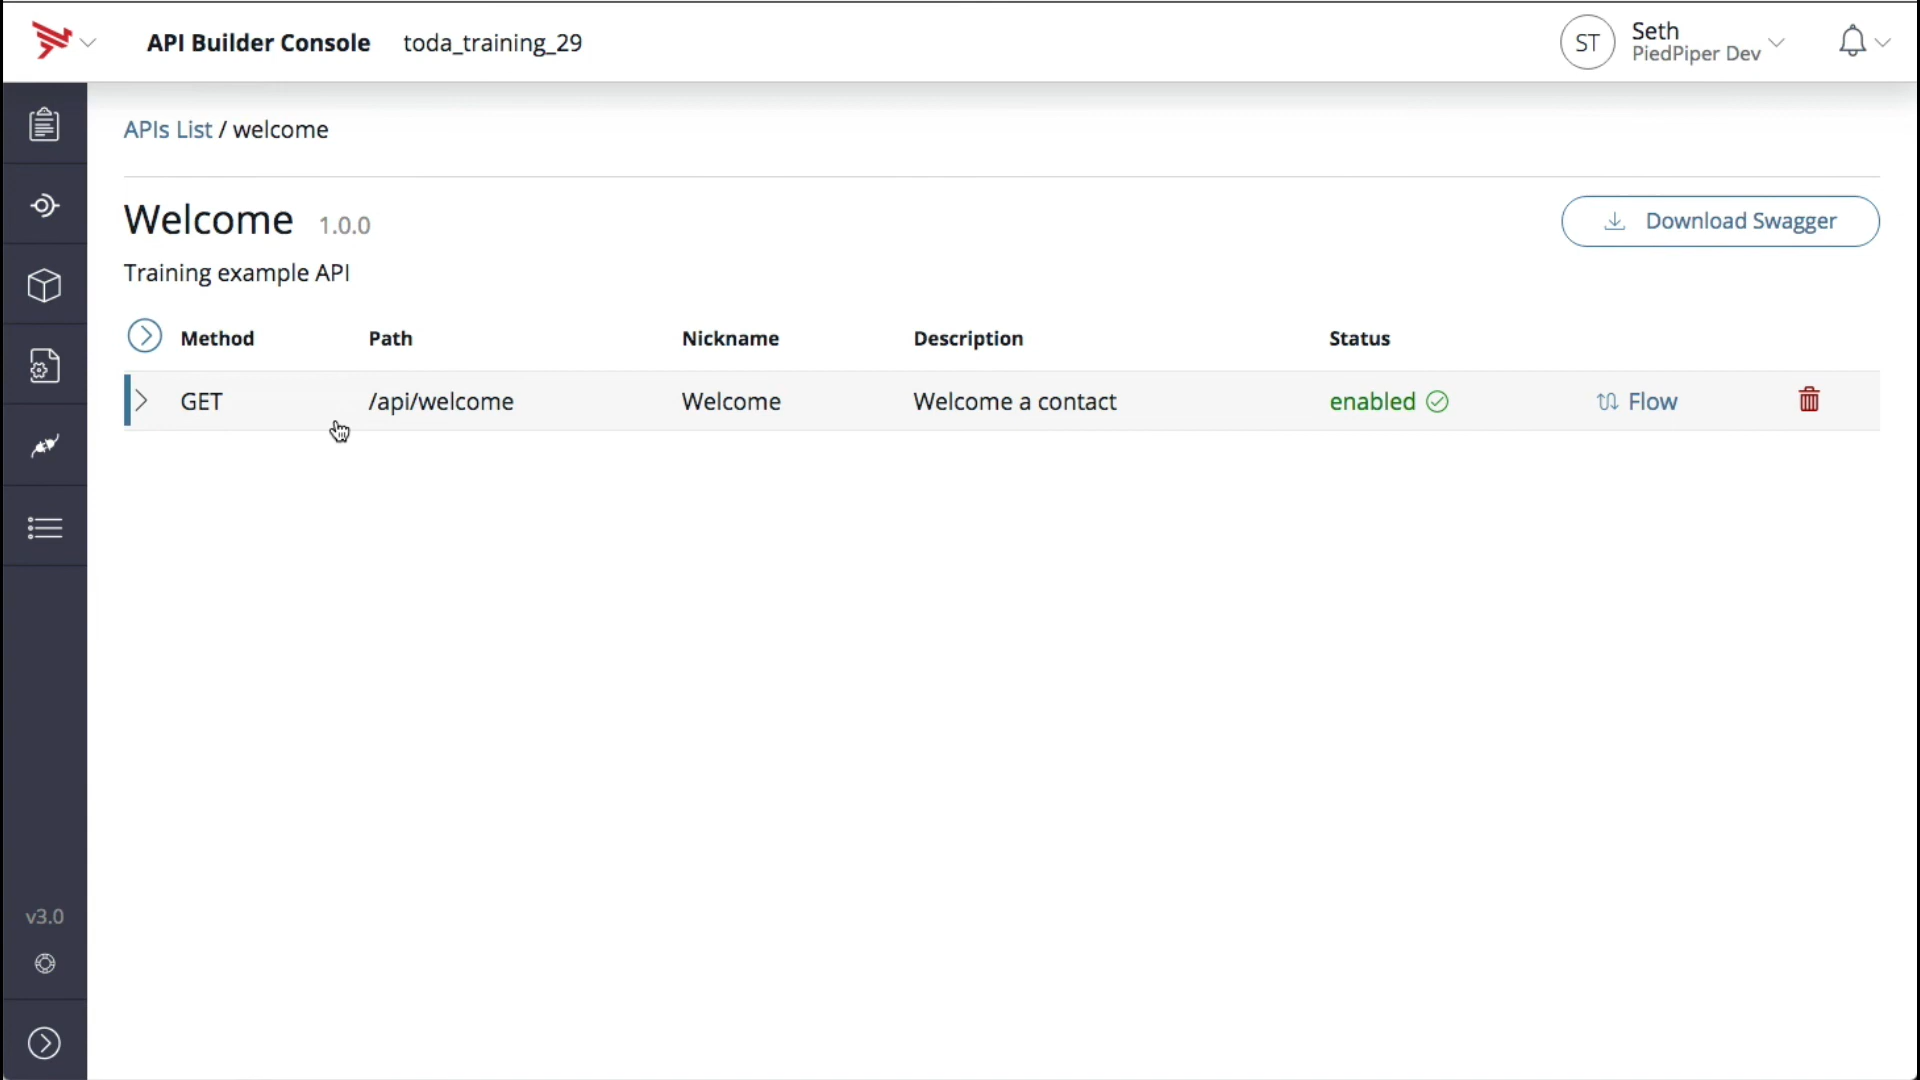 API Builder Console toda_training_29
ST Seth
PiedPiper Dev
APIs List / welcome
Welcome 1.0.0
Download Swagger
Training example API
Method Path Nickname Description Status
GET /api/welcome Welcome Welcome a contact enabled Flow
v3.0